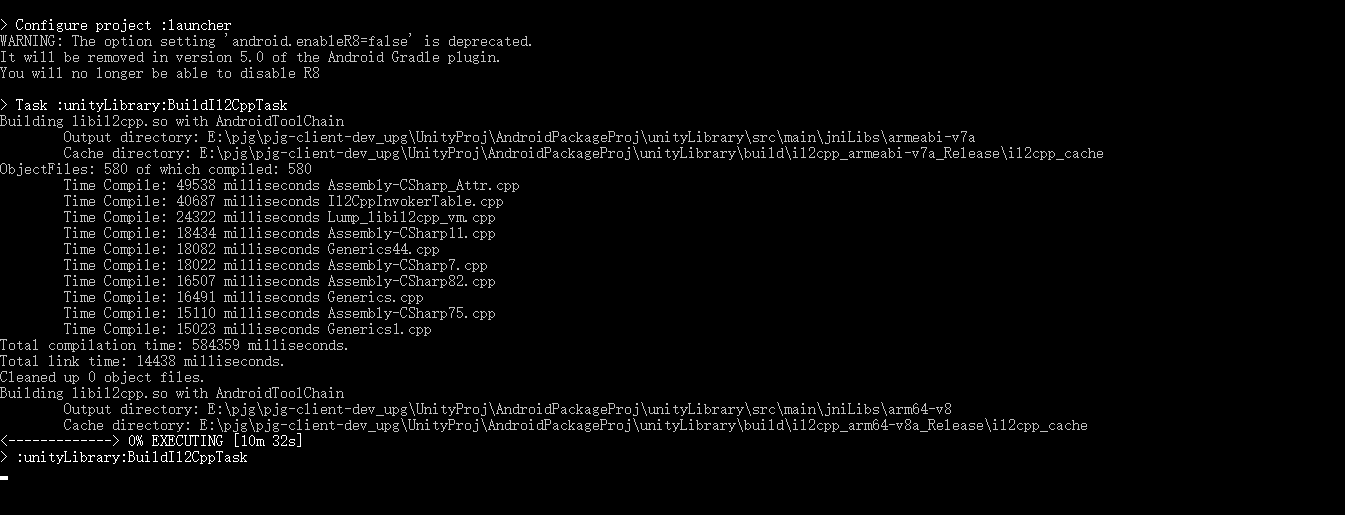 > Configure project :launcher
WARNING: The option setting 'android.enableR8=false' is deprecated.
It will be removed in version 5.0 of the Android Gradle plugin.
You will no longer be able to disable R8
> Task :unityLibrary:BuildIl2CppTask
Building libil2cpp.so with AndroidToolChain
Output directory: E:\pjg\pjg-client-dev_upg\UnityProj\AndroidPackageProj\unityLibrary\src\main\jniLibs\armeabi-v7a
Cache directory: E:\pjg\pjg-client-dev_upg\UnityProj\AndroidPackageProj\unityLibrary\build\il2cpp_armeabi-v7a_Release\il2cpp_cache
ObjectFiles: 580 of which compiled: 580
Time Compile: 49538 milliseconds Assembly-CSharp_Attr.cpp
Time Compile: 40687 milliseconds Il2CppInvokerTable.cpp
Time Compile: 24322 milliseconds Lump_libil2cpp_vm.cpp
Time Compile: 18434 milliseconds Assembly-CSharp11.cpp
Time Compile: 18082 milliseconds Generics44.cpp
Time Compile: 18022 milliseconds Assembly-CSharp7.cpp
Time Compile: 16507 milliseconds Assembly-CSharp82.cpp
Time Compile: 16491 milliseconds Generics.cpp
Time Compile: 15110 milliseconds Assembly-CSharp75.cpp
Time Compile: 15023 milliseconds Generics1.cpp
Total compilation time: 584359 milliseconds.
Total link time: 14438 milliseconds.
Cleaned up 0 object files.
Building libil2cpp.so with AndroidToolChain
Output directory: E:\pjg\pjg-client-dev_upg\UnityProj\AndroidPackageProj\unityLibrary\src\main\jniLibs\arm64-v8
Cache directory: E:\pjg\pjg-client-dev_upg\UnityProj\AndroidPackageProj\unityLibrary\build\il2cpp_arm64-v8a_Release\il2cpp_cache
<-------------> 0% EXECUTING [10m 32s]
> :unityLibrary:BuildIl2CppTask